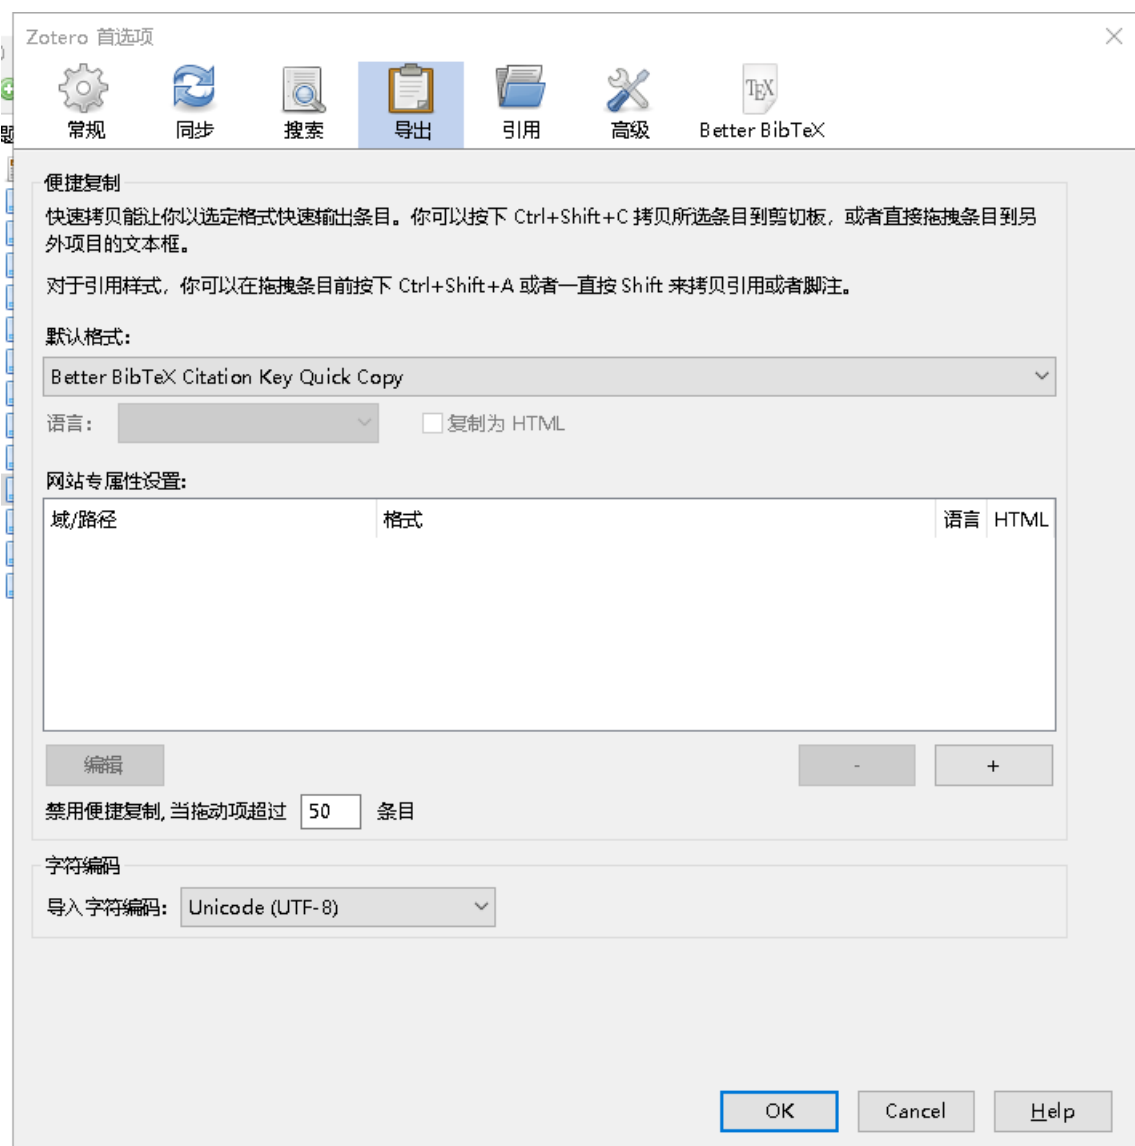 Zotero 首选项
常规 同步 搜索 导出 引用 高级 Better BibTeX
TEX
题
便捷复制
快速拷贝能让你以选定格式快速输出条目。你可以按下 Ctrl+Shift+C 拷贝所选条目到剪切板，或者直接拖拽条目到另
外项目的文本框。
对于引用样式，你可以在拖拽条目前按下 Ctrl+Shift+A 或者一直按 Shift 来拷贝引用或者脚注。
默认格式:
Better BibTeX Citation Key Quick Copy
语言: 复制为 HTML
网站专属性设置:
域/路径 格式 语言 HTML
编辑 - +
禁用便捷复制, 当拖动项超过 50 条目
字符编码
导入字符编码: Unicode (UTF-8)
OK Cancel Help